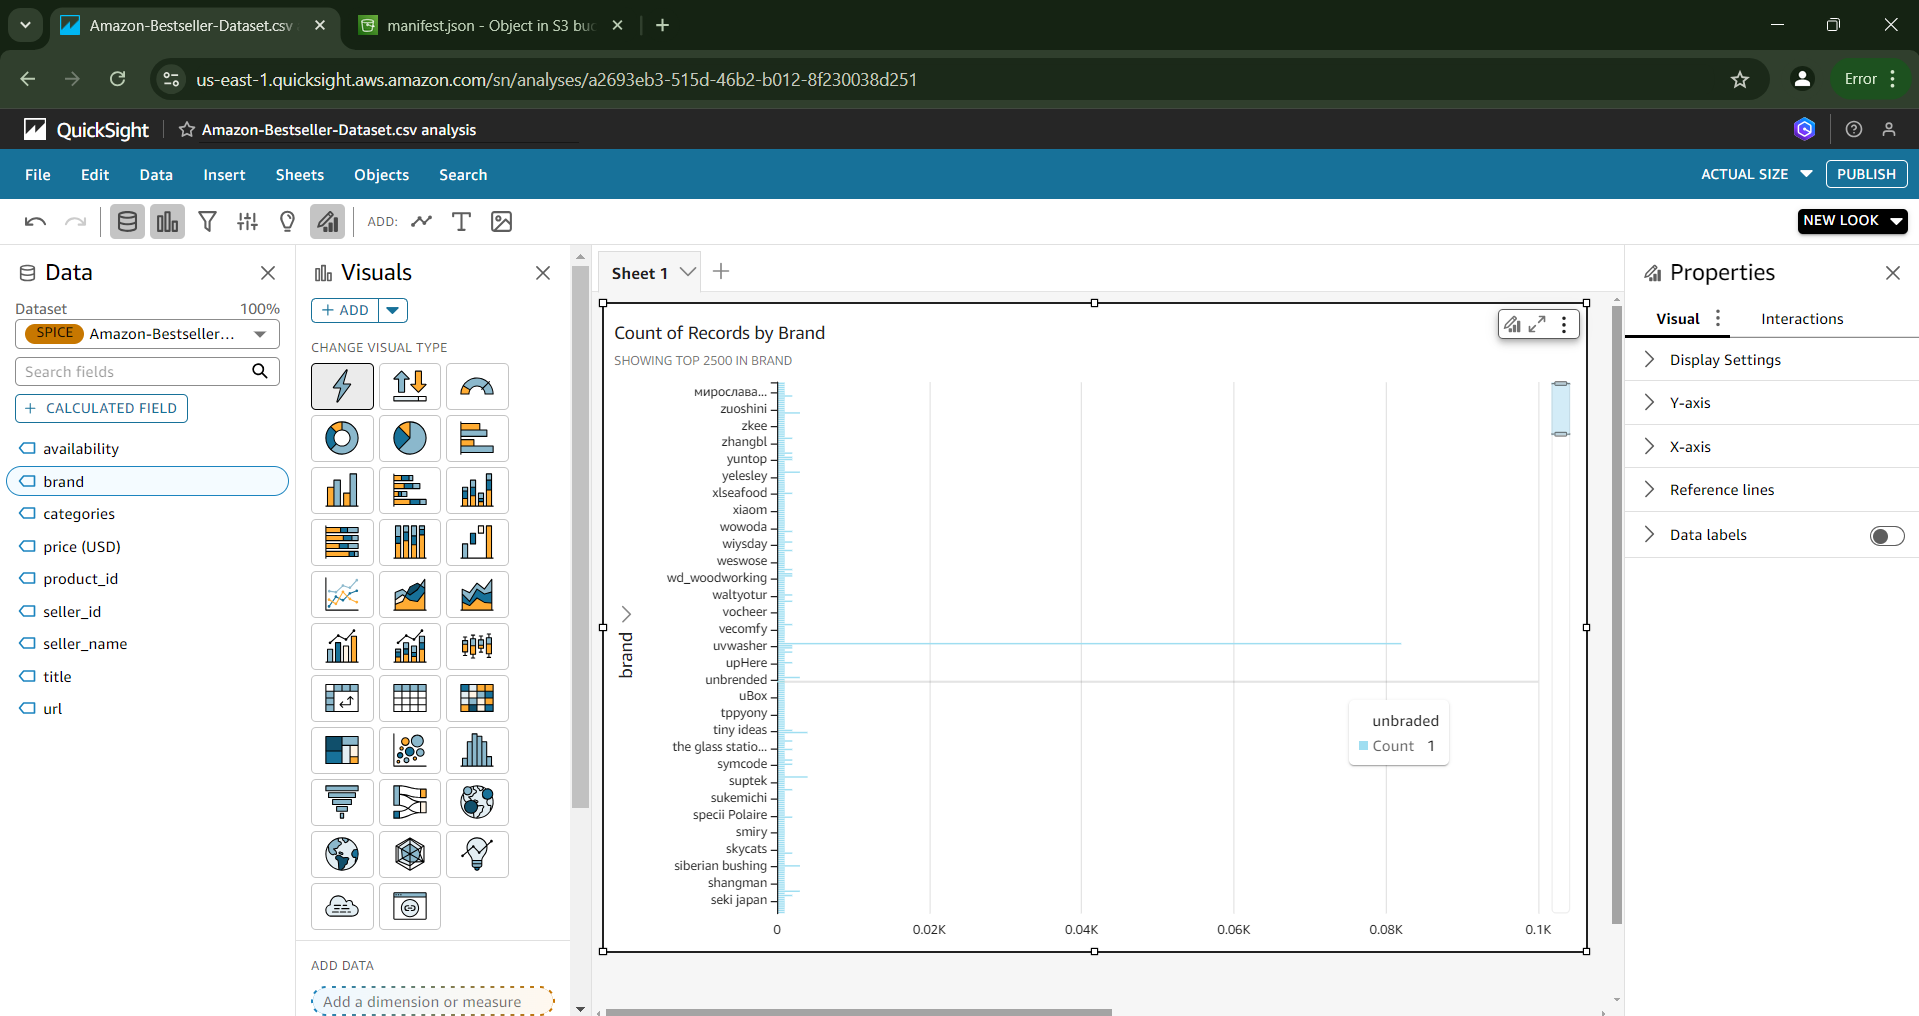 Amazon-Bestseller-Dataset.csv
manifest.json - Object in S3 buc
us-east-1.quicksight.aws.amazon.com/sn/analyses/a2693eb3-515d-46b2-b012-8f230038d251
Error
QuickSight
Amazon-Bestseller-Dataset.csv analysis
File Edit Data Insert Sheets Objects Search
ACTUAL SIZE PUBLISH
ADD:
NEW LOOK
Data
Dataset 100%
SPICE Amazon-Bestseller...
Search fields
+ CALCULATED FIELD
availability
brand
categories
price (USD)
product_id
seller_id
seller_name
title
url
Visuals
+ ADD
CHANGE VISUAL TYPE
ADD DATA
Add a dimension or measure
Sheet 1
Count of Records by Brand
SHOWING TOP 2500 IN BRAND
brand
мирослава...
zuoshini
zkee
zhangbl
yuntop
yelesley
xlseafood
xiaom
wowoda
wiysday
weswose
wd_woodworking
waltyotur
vocheer
vecomfy
uvwasher
upHere
unbrended
uBox
tppyony
tiny ideas
the glass statio...
symcode
suptek
sukemichi
specii Polaire
smiry
skycats
siberian bushing
shangman
seki japan
0 0.02K 0.04K 0.06K 0.08K 0.1K
unbraded
Count 1
Properties
Visual Interactions
Display Settings
Y-axis
X-axis
Reference lines
Data labels